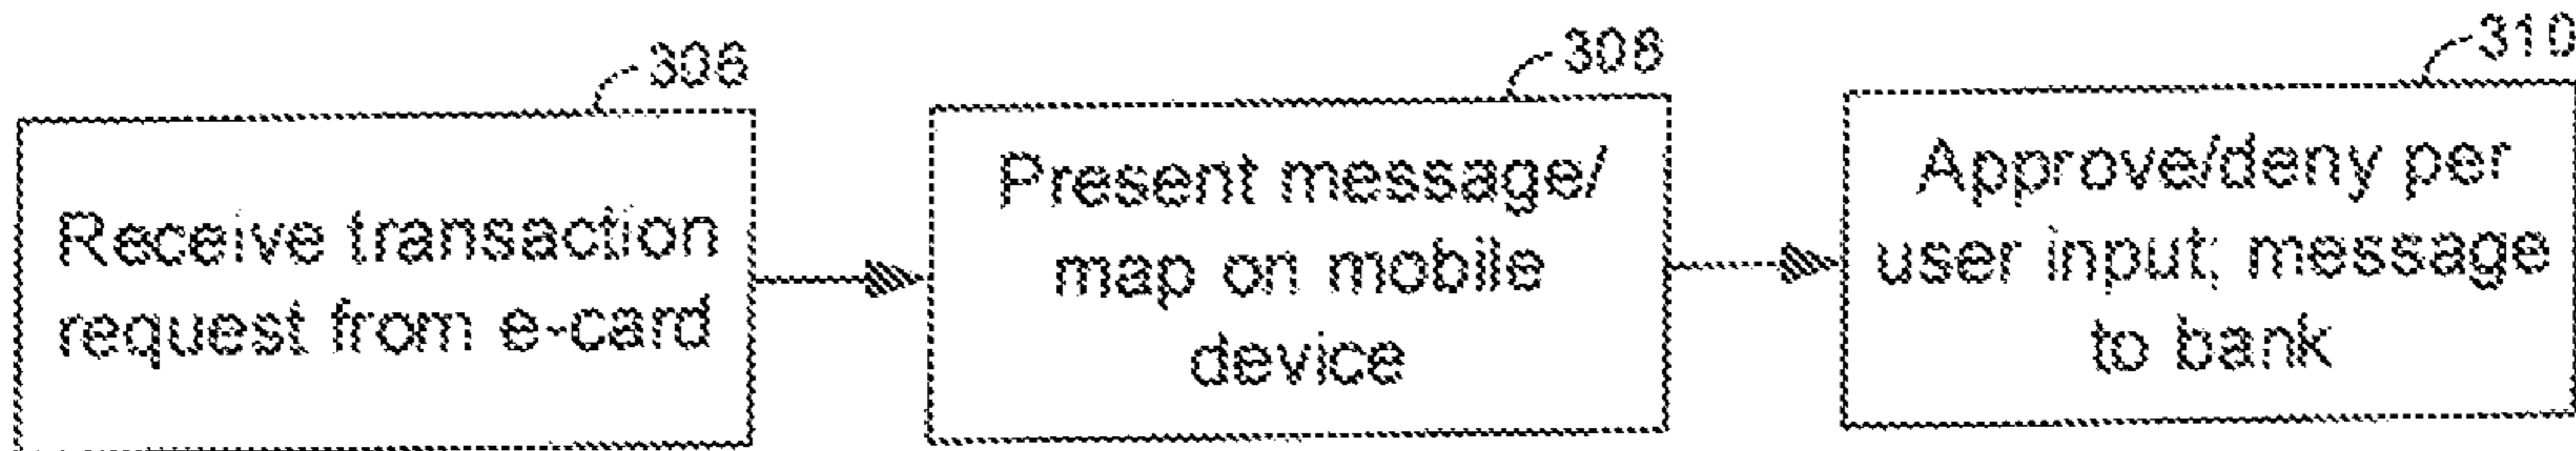 306
Receive transaction
request from e-card
308
Present message/
map on mobile
device
310
Approve/deny per
user input; message
to bank